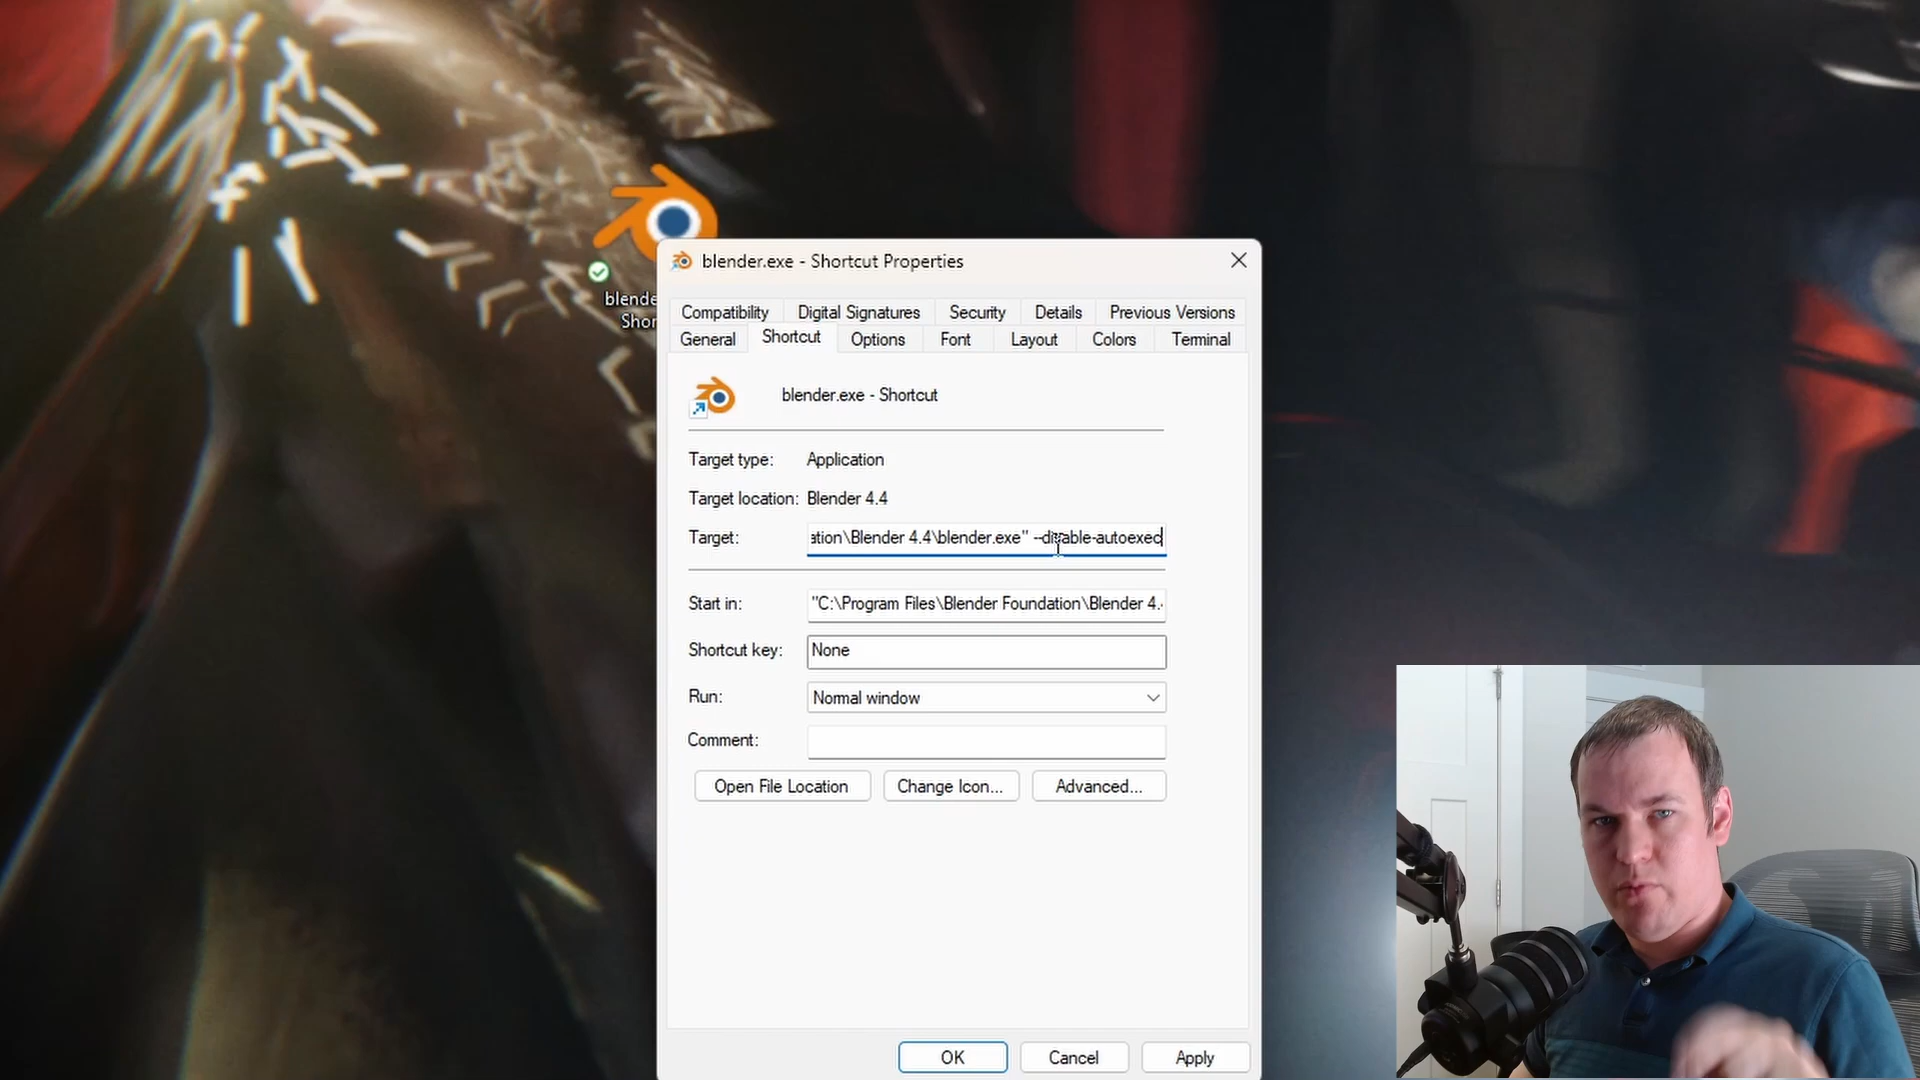 blende
Shor
blender.exe - Shortcut Properties
Compatibility Digital Signatures Security Details Previous Versions
General Shortcut Options Font Layout Colors Terminal
blender.exe - Shortcut
Target type: Application
Target location: Blender 4.4
Target: ation\Blender 4.4\blender.exe" --disable-autoexec
Start in: "C:\Program Files\Blender Foundation\Blender 4.
Shortcut key: None
Run: Normal window
Comment:
Open File Location Change Icon... Advanced...
OK Cancel Apply